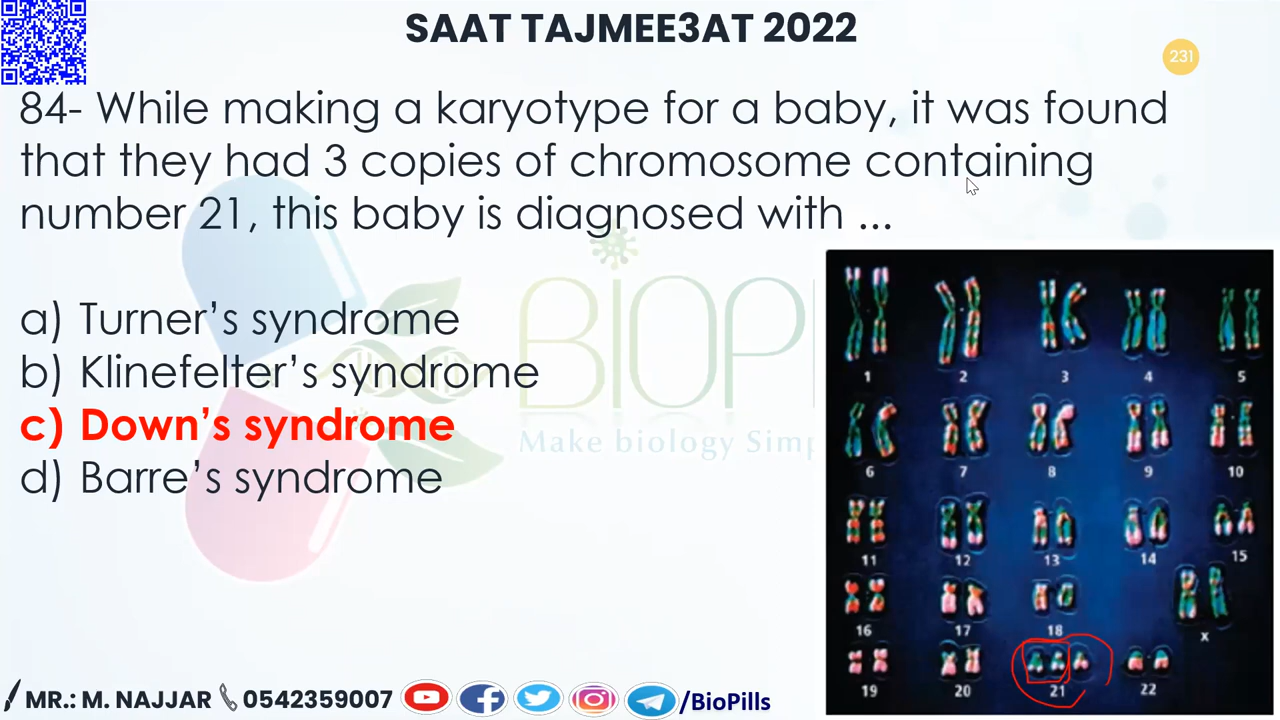 SAAT TAJMEE3AT 2022
231
84- While making a karyotype for a baby, it was found
that they had 3 copies of chromosome containing
number 21, this baby is diagnosed with ...
a) Turner’s syndrome
b) Klinefelter’s syndrome
c) Down’s syndrome
d) Barre’s syndrome
BIOP
Make biology Simp
1 2 3 4 5
6 7 8 9 10
11 12 13 14 15
16 17 18 x
19 20 21 22
MR.: M. NAJJAR 0542359007 /BioPills